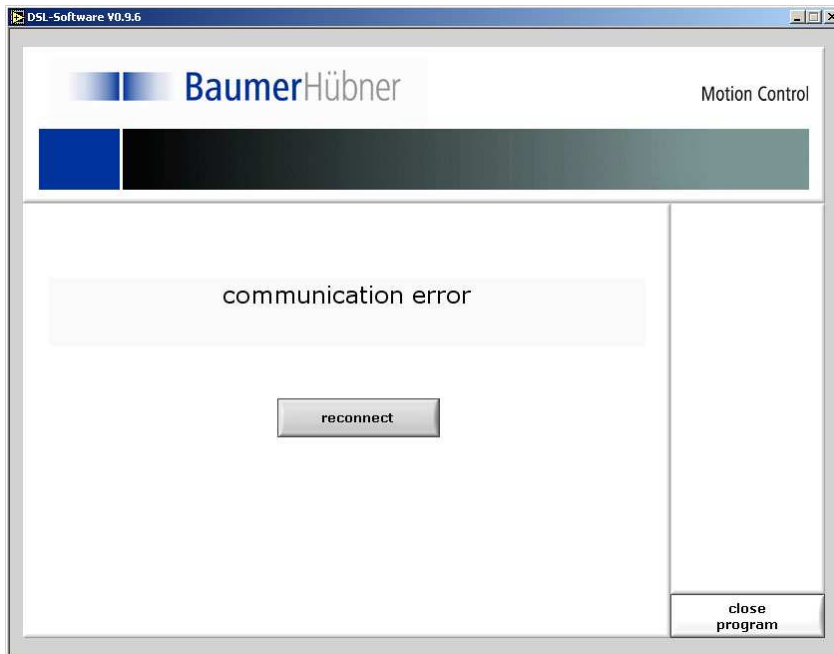 DSL-Software V0.9.6
BaumerHübner
Motion Control
communication error
reconnect
close
program